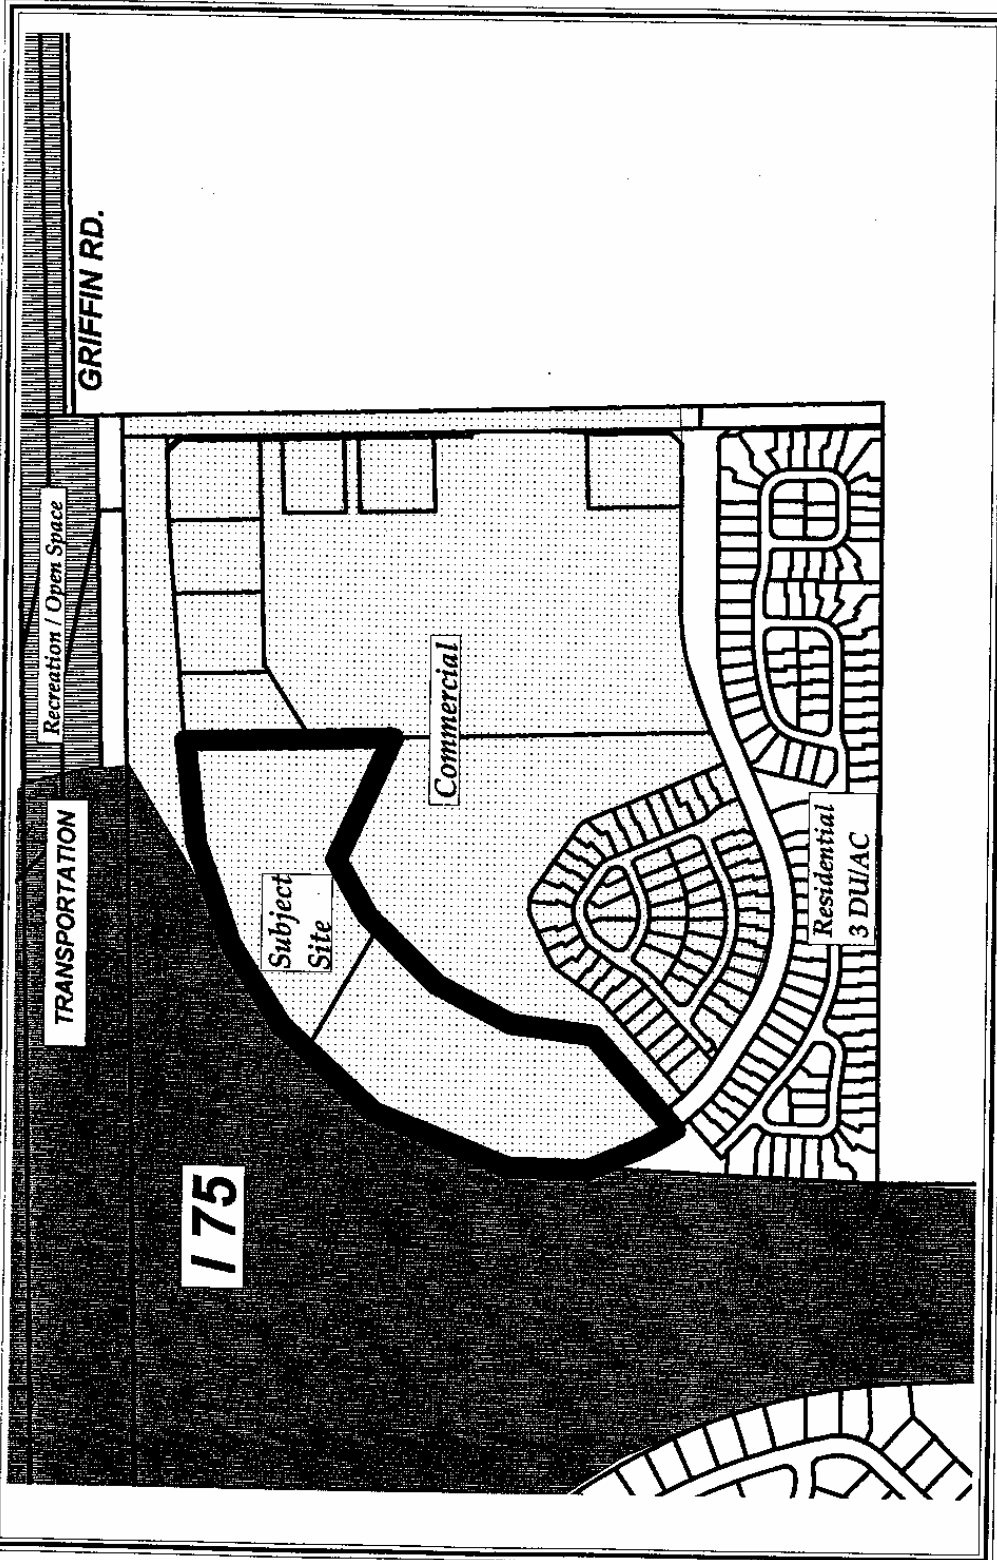 GRIFFIN RD.
Recreation / Open Space
TRANSPORTATION
Commercial
Subject
Site
I 75
Residential
3 DU/AC